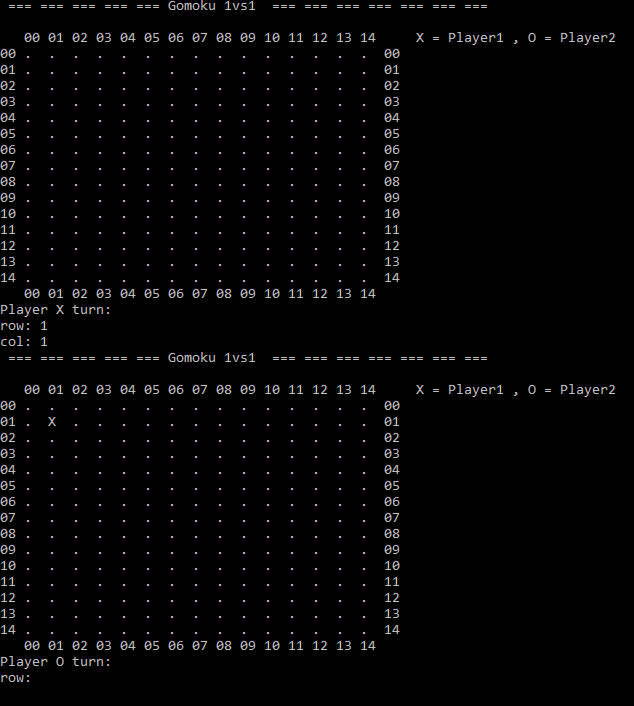 === === === === === Gomoku 1vs1  === === === === === === ===
00 01 02 03 04 05 06 07 08 09 10 11 12 13 14     X = Player1 , O = Player2
00 .  .  .  .  .  .  .  .  .  .  .  .  .  .  .  00
01 .  .  .  .  .  .  .  .  .  .  .  .  .  .  .  01
02 .  .  .  .  .  .  .  .  .  .  .  .  .  .  .  02
03 .  .  .  .  .  .  .  .  .  .  .  .  .  .  .  03
04 .  .  .  .  .  .  .  .  .  .  .  .  .  .  .  04
05 .  .  .  .  .  .  .  .  .  .  .  .  .  .  .  05
06 .  .  .  .  .  .  .  .  .  .  .  .  .  .  .  06
07 .  .  .  .  .  .  .  .  .  .  .  .  .  .  .  07
08 .  .  .  .  .  .  .  .  .  .  .  .  .  .  .  08
09 .  .  .  .  .  .  .  .  .  .  .  .  .  .  .  09
10 .  .  .  .  .  .  .  .  .  .  .  .  .  .  .  10
11 .  .  .  .  .  .  .  .  .  .  .  .  .  .  .  11
12 .  .  .  .  .  .  .  .  .  .  .  .  .  .  .  12
13 .  .  .  .  .  .  .  .  .  .  .  .  .  .  .  13
14 .  .  .  .  .  .  .  .  .  .  .  .  .  .  .  14
00 01 02 03 04 05 06 07 08 09 10 11 12 13 14
Player X turn:
row: 1
col: 1
=== === === === === Gomoku 1vs1  === === === === === === ===
00 01 02 03 04 05 06 07 08 09 10 11 12 13 14     X = Player1 , O = Player2
00 .  .  .  .  .  .  .  .  .  .  .  .  .  .  .  00
01 .  X  .  .  .  .  .  .  .  .  .  .  .  .  .  01
02 .  .  .  .  .  .  .  .  .  .  .  .  .  .  .  02
03 .  .  .  .  .  .  .  .  .  .  .  .  .  .  .  03
04 .  .  .  .  .  .  .  .  .  .  .  .  .  .  .  04
05 .  .  .  .  .  .  .  .  .  .  .  .  .  .  .  05
06 .  .  .  .  .  .  .  .  .  .  .  .  .  .  .  06
07 .  .  .  .  .  .  .  .  .  .  .  .  .  .  .  07
08 .  .  .  .  .  .  .  .  .  .  .  .  .  .  .  08
09 .  .  .  .  .  .  .  .  .  .  .  .  .  .  .  09
10 .  .  .  .  .  .  .  .  .  .  .  .  .  .  .  10
11 .  .  .  .  .  .  .  .  .  .  .  .  .  .  .  11
12 .  .  .  .  .  .  .  .  .  .  .  .  .  .  .  12
13 .  .  .  .  .  .  .  .  .  .  .  .  .  .  .  13
14 .  .  .  .  .  .  .  .  .  .  .  .  .  .  .  14
00 01 02 03 04 05 06 07 08 09 10 11 12 13 14
Player O turn:
row: